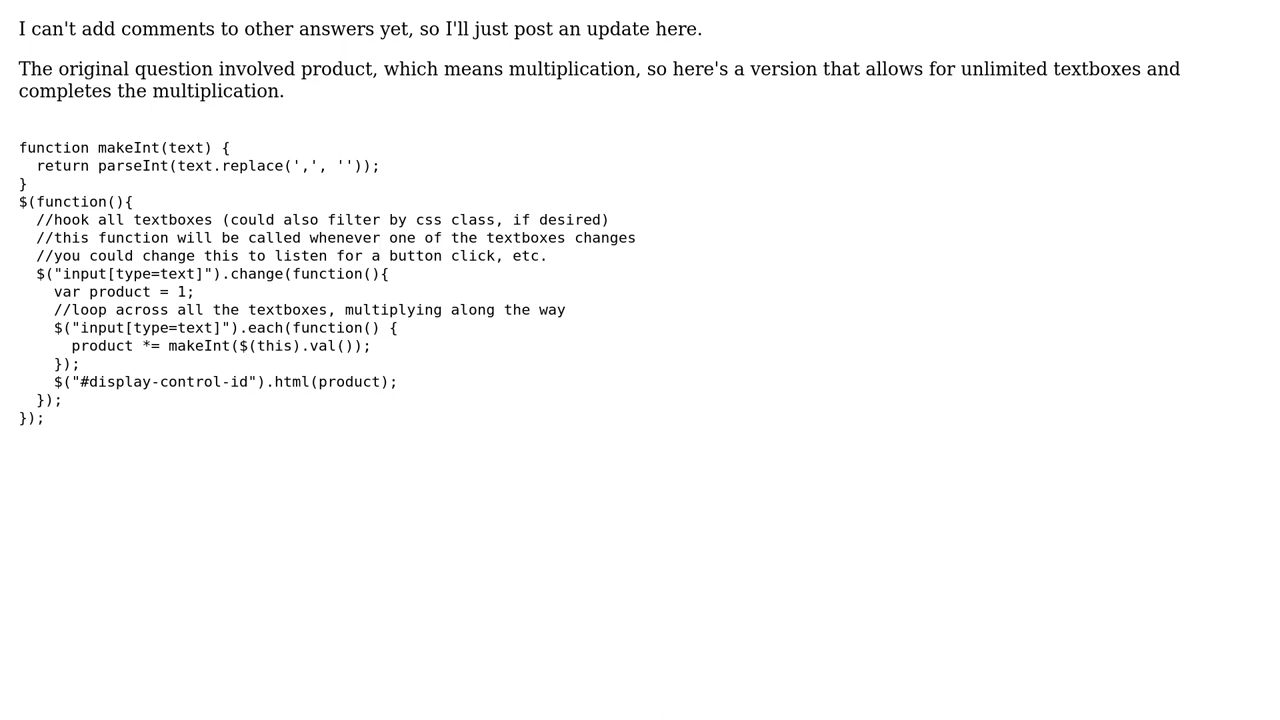 I can't add comments to other answers yet, so I'll just post an update here.
The original question involved product, which means multiplication, so here's a version that allows for unlimited textboxes and
completes the multiplication.
function makeInt(text) {
  return parseInt(text.replace(',', ''));
}
$(function(){
  //hook all textboxes (could also filter by css class, if desired)
  //this function will be called whenever one of the textboxes changes
  //you could change this to listen for a button click, etc.
  $("input[type=text]").change(function(){
    var product = 1;
    //loop across all the textboxes, multiplying along the way
    $("input[type=text]").each(function() {
      product *= makeInt($(this).val());
    });
    $("#display-control-id").html(product);
  });
});